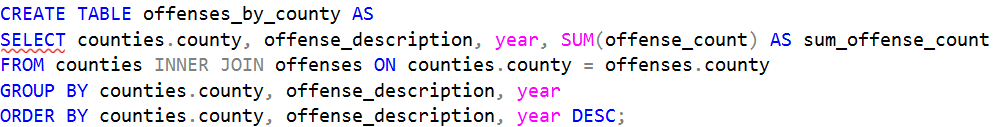 CREATE TABLE offenses_by_county AS
SELECT counties.county, offense_description, year, SUM(offense_count) AS sum_offense_count
FROM counties INNER JOIN offenses ON counties.county = offenses.county
GROUP BY counties.county, offense_description, year
ORDER BY counties.county, offense_description, year DESC;